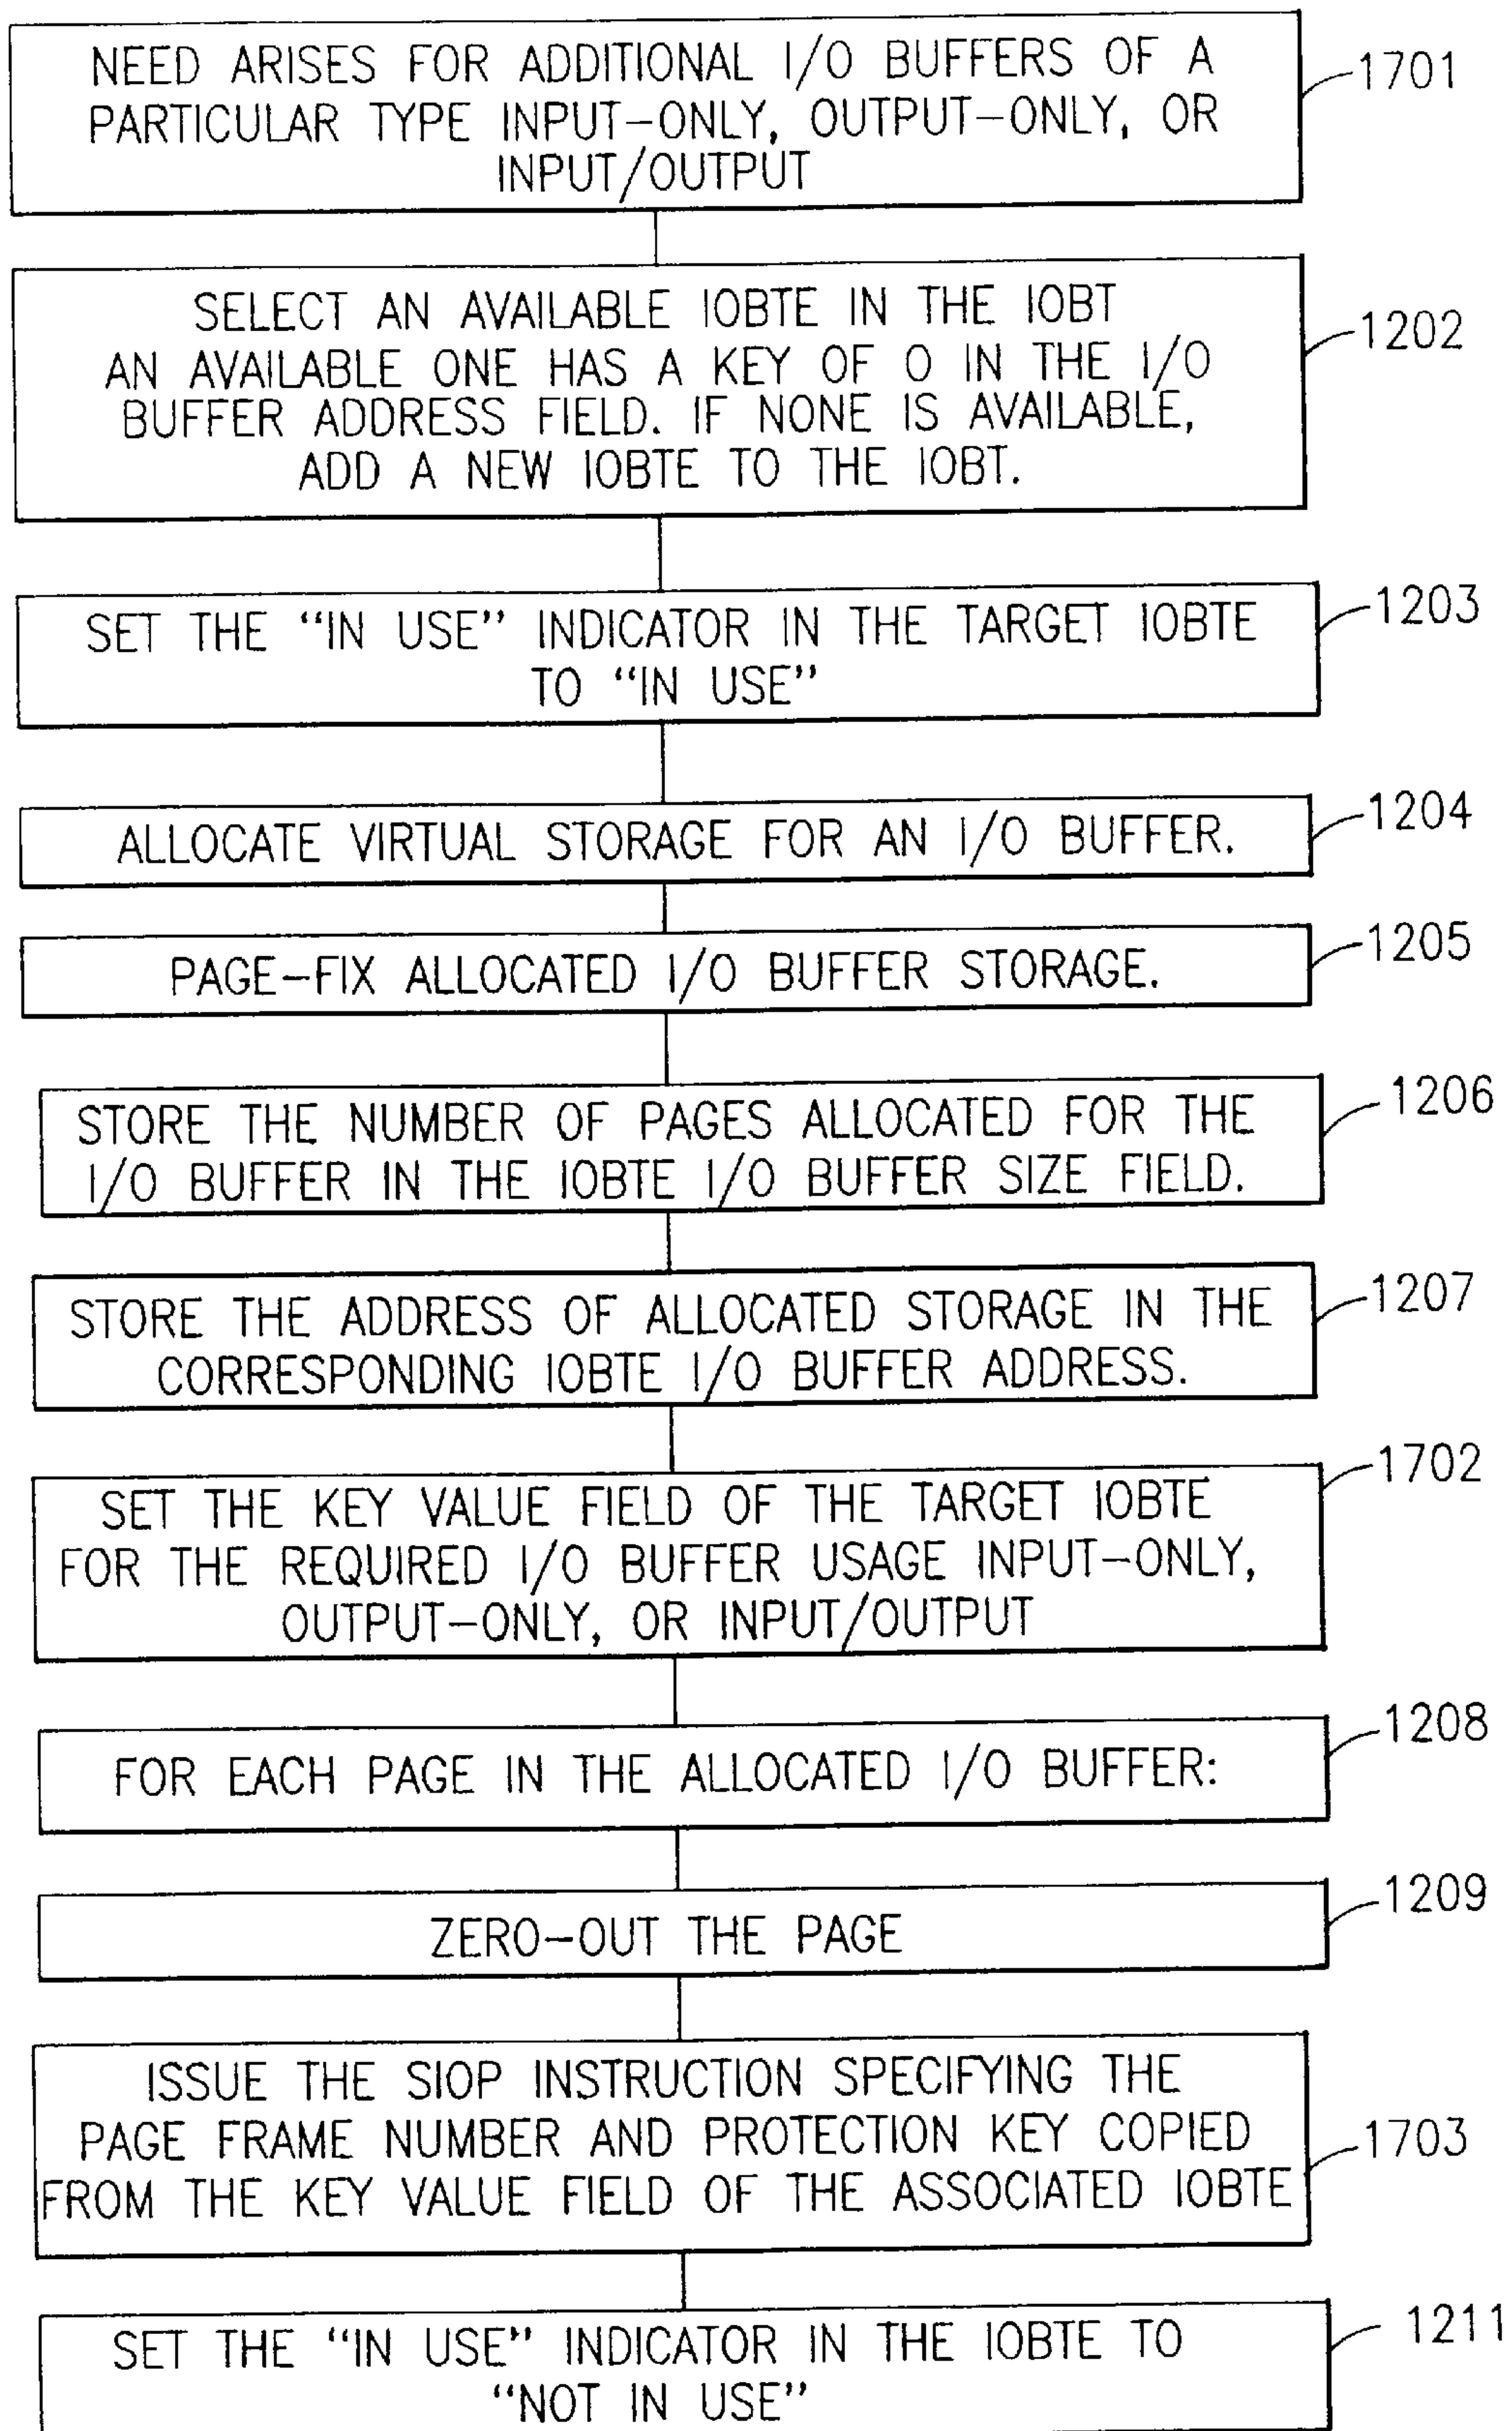 NEED ARISES FOR ADDITIONAL I/O BUFFERS OF A
PARTICULAR TYPE INPUT-ONLY, OUTPUT-ONLY, OR
INPUT/OUTPUT
1701
SELECT AN AVAILABLE IOBTE IN THE IOBT
AN AVAILABLE ONE HAS A KEY OF 0 IN THE I/O
BUFFER ADDRESS FIELD. IF NONE IS AVAILABLE,
ADD A NEW IOBTE TO THE IOBT.
1202
SET THE “IN USE” INDICATOR IN THE TARGET IOBTE
TO “IN USE”
1203
ALLOCATE VIRTUAL STORAGE FOR AN I/O BUFFER.
1204
PAGE-FIX ALLOCATED I/O BUFFER STORAGE.
1205
STORE THE NUMBER OF PAGES ALLOCATED FOR THE
I/O BUFFER IN THE IOBTE I/O BUFFER SIZE FIELD.
1206
STORE THE ADDRESS OF ALLOCATED STORAGE IN THE
CORRESPONDING IOBTE I/O BUFFER ADDRESS.
1207
SET THE KEY VALUE FIELD OF THE TARGET IOBTE
FOR THE REQUIRED I/O BUFFER USAGE INPUT-ONLY,
OUTPUT-ONLY, OR INPUT/OUTPUT
1702
FOR EACH PAGE IN THE ALLOCATED I/O BUFFER:
1208
ZERO-OUT THE PAGE
1209
ISSUE THE SIOP INSTRUCTION SPECIFYING THE
PAGE FRAME NUMBER AND PROTECTION KEY COPIED
FROM THE KEY VALUE FIELD OF THE ASSOCIATED IOBTE
1703
SET THE “IN USE” INDICATOR IN THE IOBTE TO
“NOT IN USE”
1211